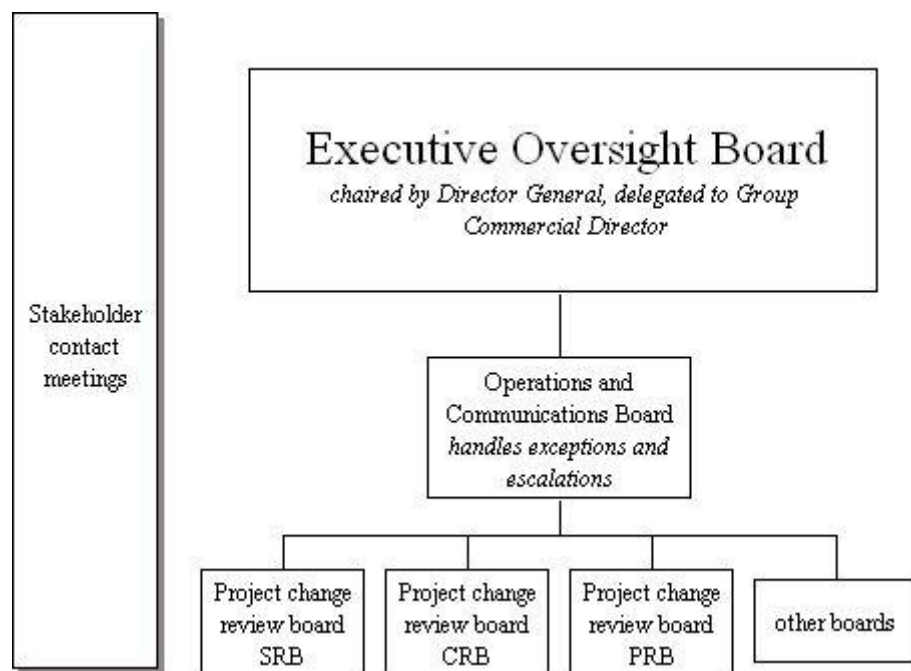 Stakeholder
contact
meetings
Executive Oversight Board
chaired by Director General, delegated to Group
Commercial Director
Operations and
Communications Board
handles exceptions and
escalations
Project change
review board
SRB
Project change
review board
CRB
Project change
review board
PRB
other boards